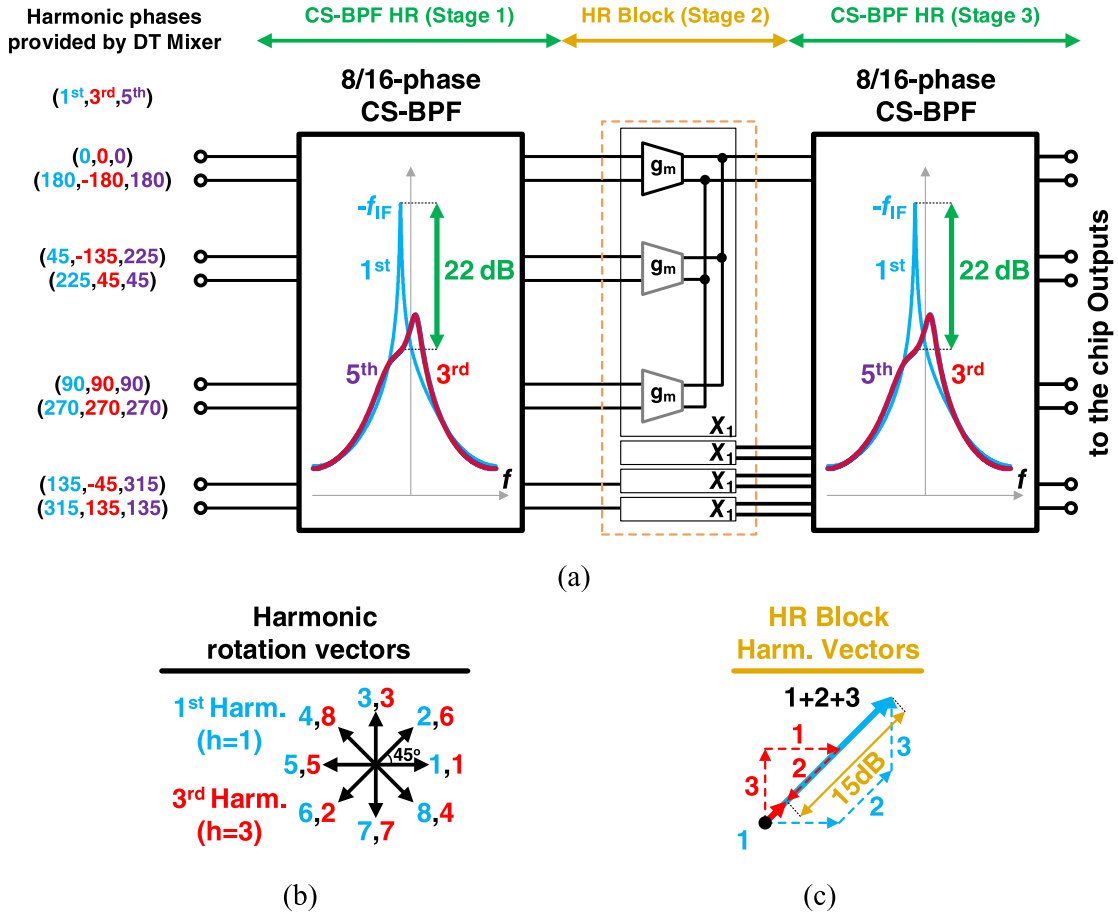 Harmonic phases
provided by DT Mixer
CS-BPF HR (Stage 1)
HR Block (Stage 2)
CS-BPF HR (Stage 3)
(1st,3rd,5th)
8/16-phase
CS-BPF
8/16-phase
CS-BPF
(0,0,0)
(180,-180,180)
(45,-135,225)
(225,45,45)
(90,90,90)
(270,270,270)
(135,-45,315)
(315,135,135)
-fIF
1st
22 dB
5th
3rd
f
gm
gm
gm
X1
X1
X1
X1
-fIF
1st
22 dB
5th
3rd
f
to the chip Outputs
(a)
Harmonic
rotation vectors
1st Harm.
(h=1)
3rd Harm.
(h=3)
3,3
4,8
2,6
45º
5,5
1,1
6,2
8,4
7,7
(b)
HR Block
Harm. Vectors
1+2+3
1
2
3
15dB
3
2
1
(c)